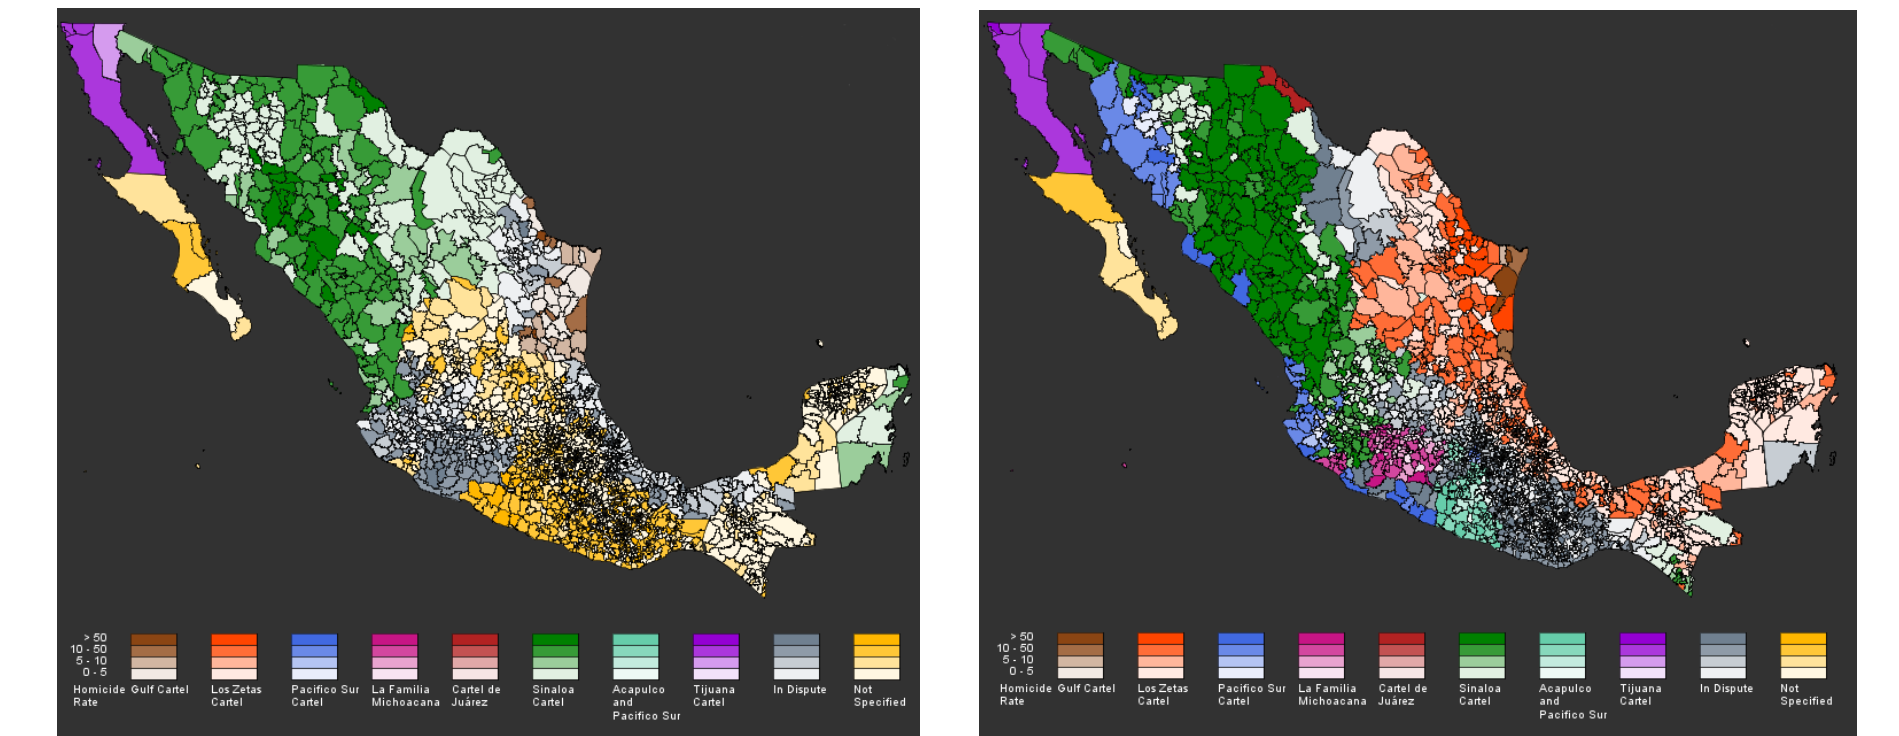 > 50
10 - 50
5 - 10
0 - 5
Homicide Gulf Cartel Los Zetas Pacifico Sur La Familia Cartel de Sinaloa Acapulco Tijuana In Dispute Not
Rate Cartel Cartel Michoacana Juárez Cartel and Cartel Specified
Pacifico Sur
> 50
10 - 50
5 - 10
0 - 5
Homicide Gulf Cartel Los Zetas Pacifico Sur La Familia Cartel de Sinaloa Acapulco Tijuana In Dispute Not
Rate Cartel Cartel Michoacana Juárez Cartel and Cartel Specified
Pacifico Sur